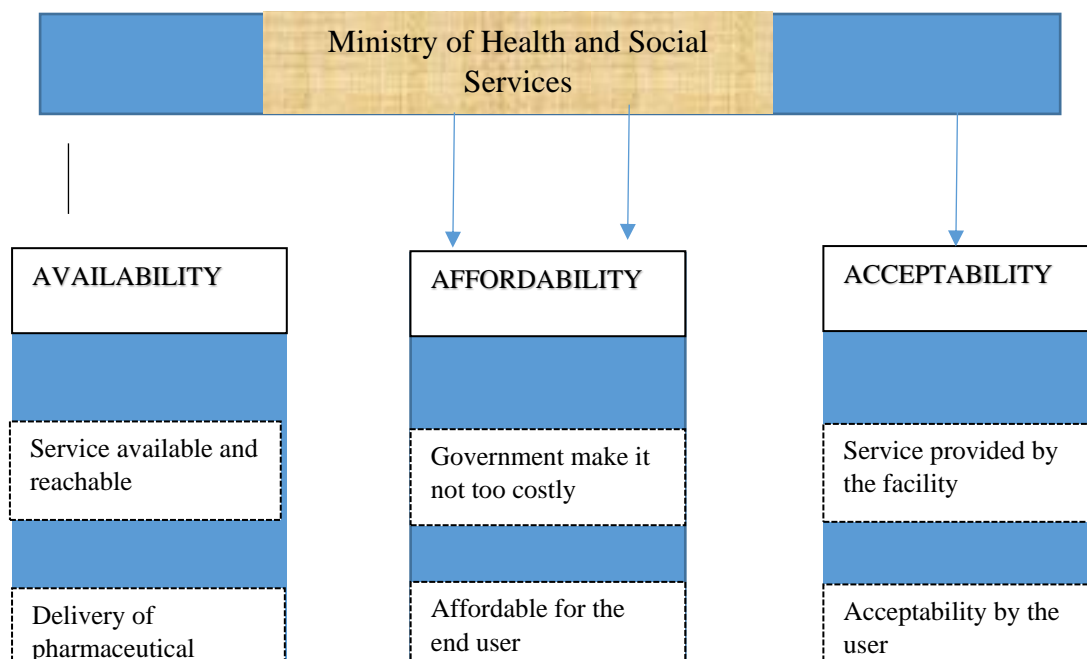 Ministry of Health and Social
Services
AVAILABILITY
AFFORDABILITY
ACCEPTABILITY
Service available and
reachable
Government make it
not too costly
Service provided by
the facility
Delivery of
pharmaceutical
Affordable for the
end user
Acceptability by the
user